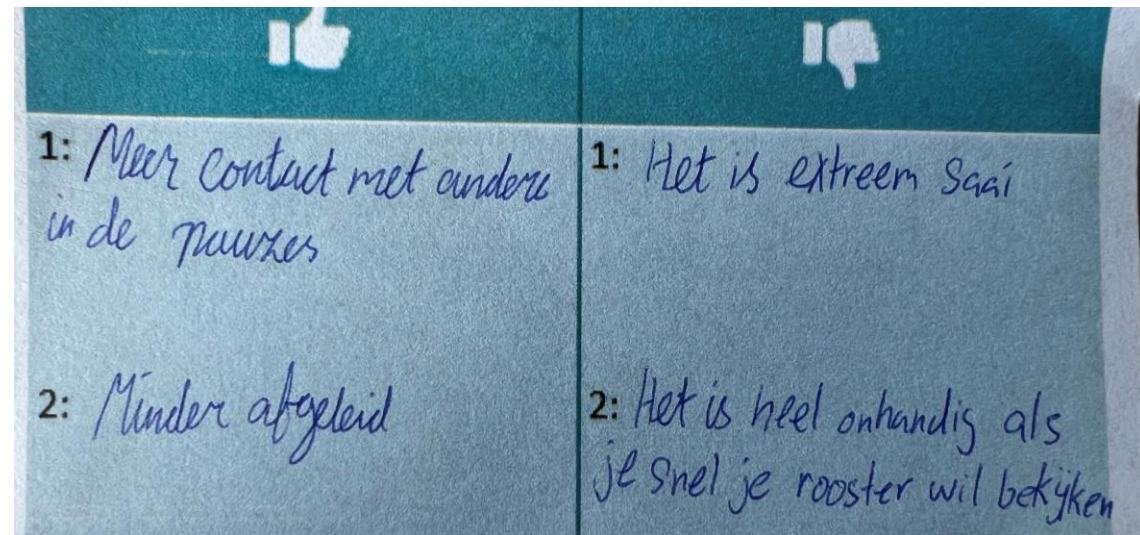 1: Meer contact met andere
in de pauzes
2: Minder afgeleid
1: Het is extreem saai
2: Het is heel onhandig als
je snel je rooster wil bekijken